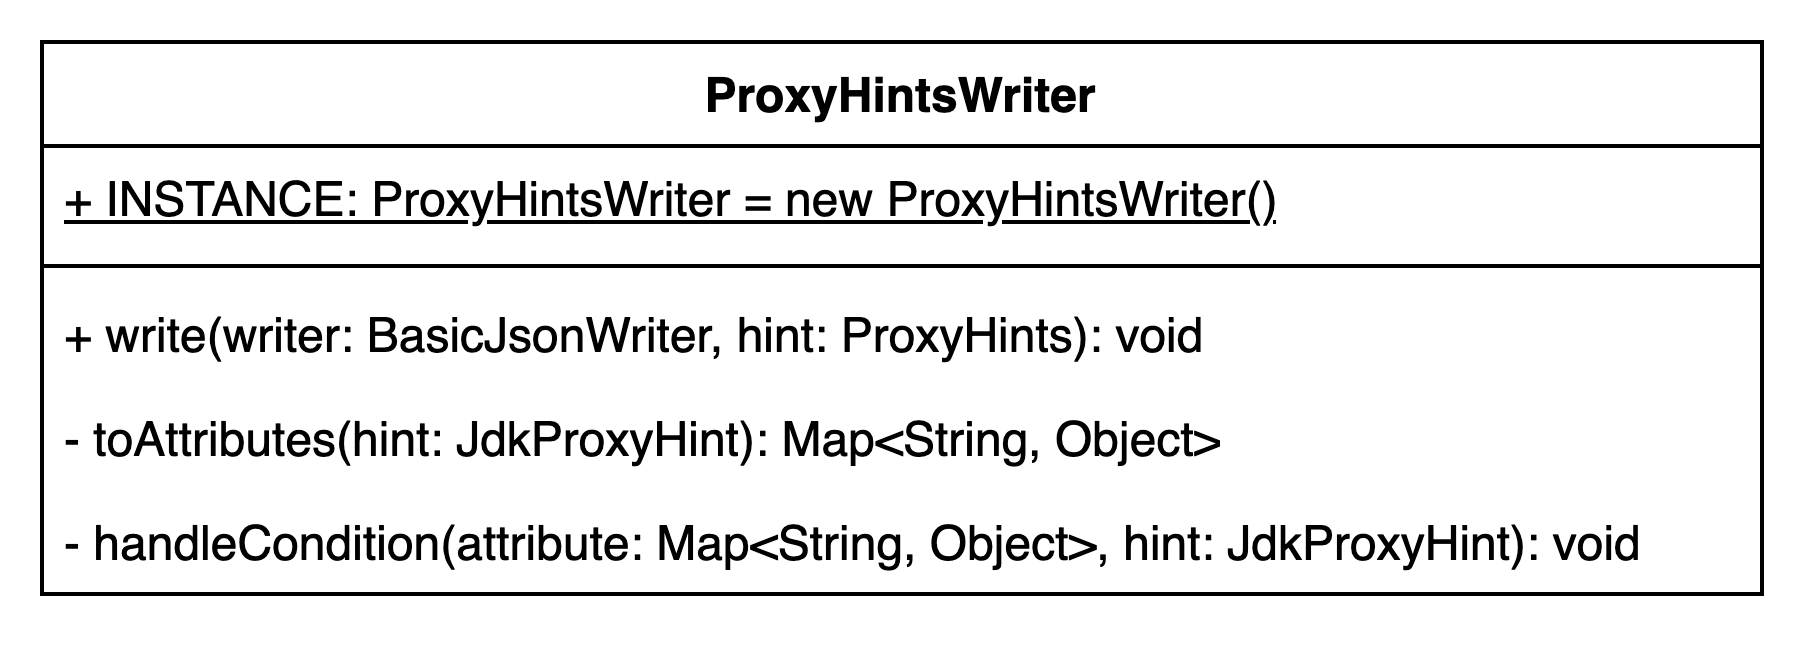 ProxyHintsWriter
+ INSTANCE: ProxyHintsWriter = new ProxyHintsWriter()
+ write(writer: BasicJsonWriter, hint: ProxyHints): void
- toAttributes(hint: JdkProxyHint): Map<String, Object>
- handleCondition(attribute: Map<String, Object>, hint: JdkProxyHint): void